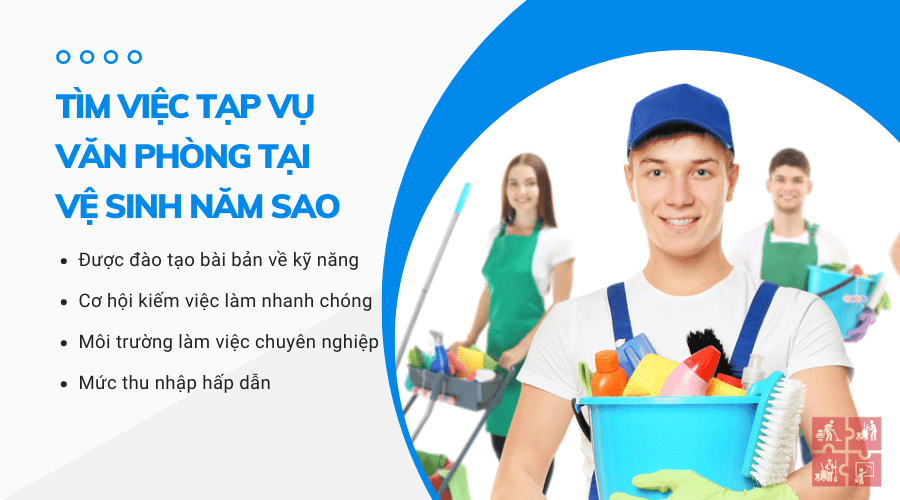 TÌM VIỆC TẠP VỤ
VĂN PHÒNG TẠI
VỆ SINH NĂM SAO
Được đào tạo bài bản về kỹ năng
Cơ hội kiếm việc làm nhanh chóng
Môi trường làm việc chuyên nghiệp
Mức thu nhập hấp dẫn